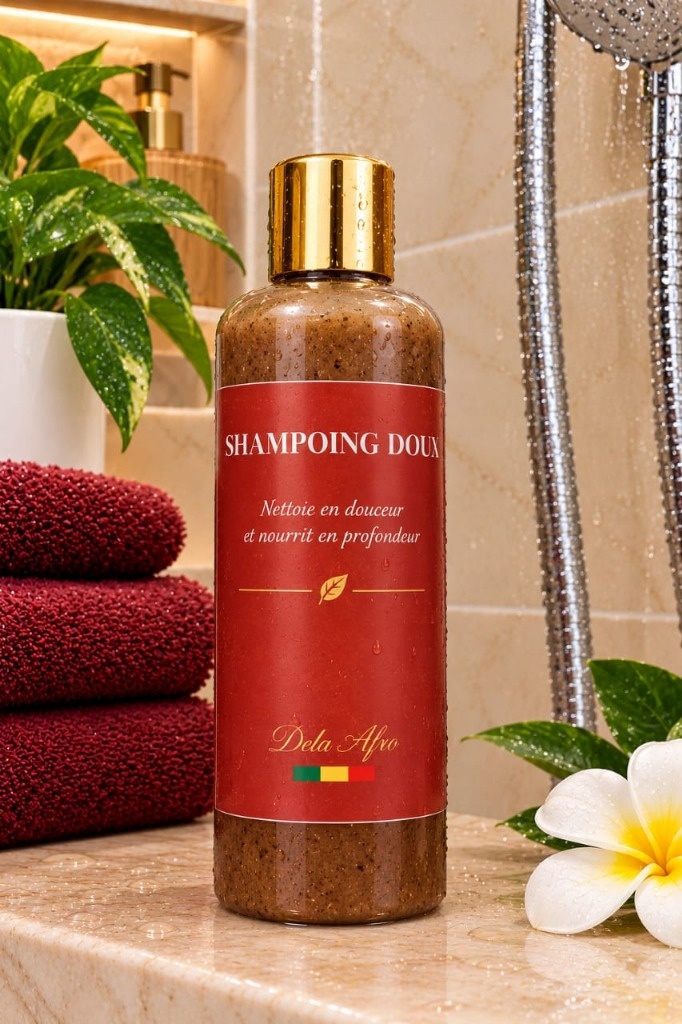 SHAMPOING DOUX
Nettoie en douceur
et nourrit en profondeur
Dela Afro